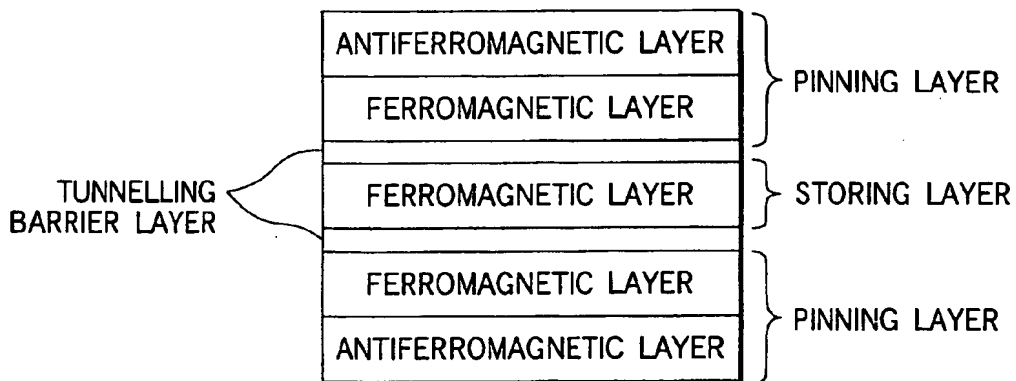 ANTIFERROMAGNETIC LAYER
FERROMAGNETIC LAYER
PINNING LAYER
TUNNELLING
BARRIER LAYER
FERROMAGNETIC LAYER
STORING LAYER
FERROMAGNETIC LAYER
ANTIFERROMAGNETIC LAYER
PINNING LAYER